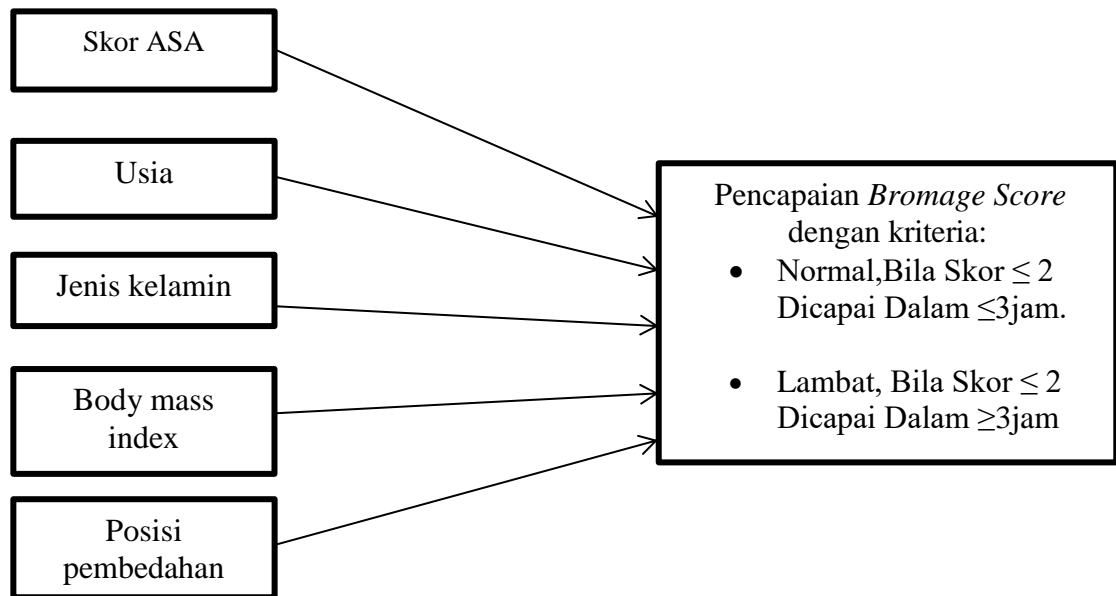 Skor ASA
Usia
Jenis kelamin
Body mass
index
Posisi
pembedahan
Pencapaian Bromage Score
dengan kriteria:
• Normal,Bila Skor ≤ 2
Dicapai Dalam ≤3jam.
• Lambat, Bila Skor ≤ 2
Dicapai Dalam ≥3jam